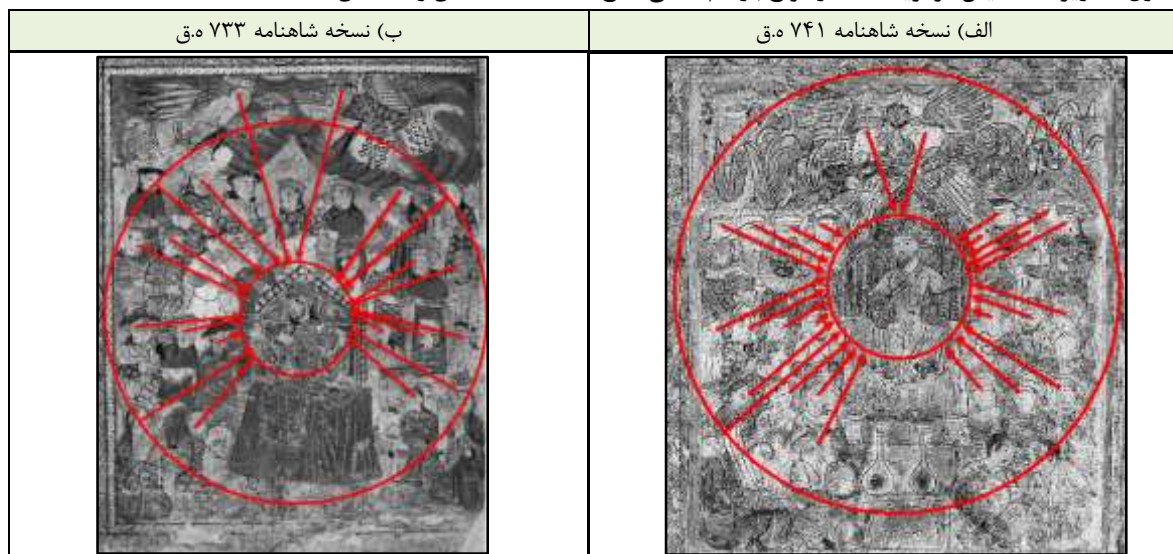 الف) نسخه شاهنامه ۷۴۱ ه.ق
ب) نسخه شاهنامه ۷۳۳ ه.ق